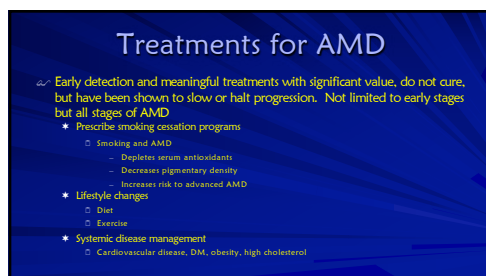 Treatments for AMD
Early detection and meaningful treatments with significant value, do not cure,
but have been shown to slow or halt progression. Not limited to early stages
but all stages of AMD
Prescribe smoking cessation programs
Smoking and AMD
– Depletes serum antioxidants
– Decreases pigmentary density
– Increases risk to advanced AMD
Lifestyle changes
Diet
Exercise
Systemic disease management
Cardiovascular disease, DM, obesity, high cholesterol